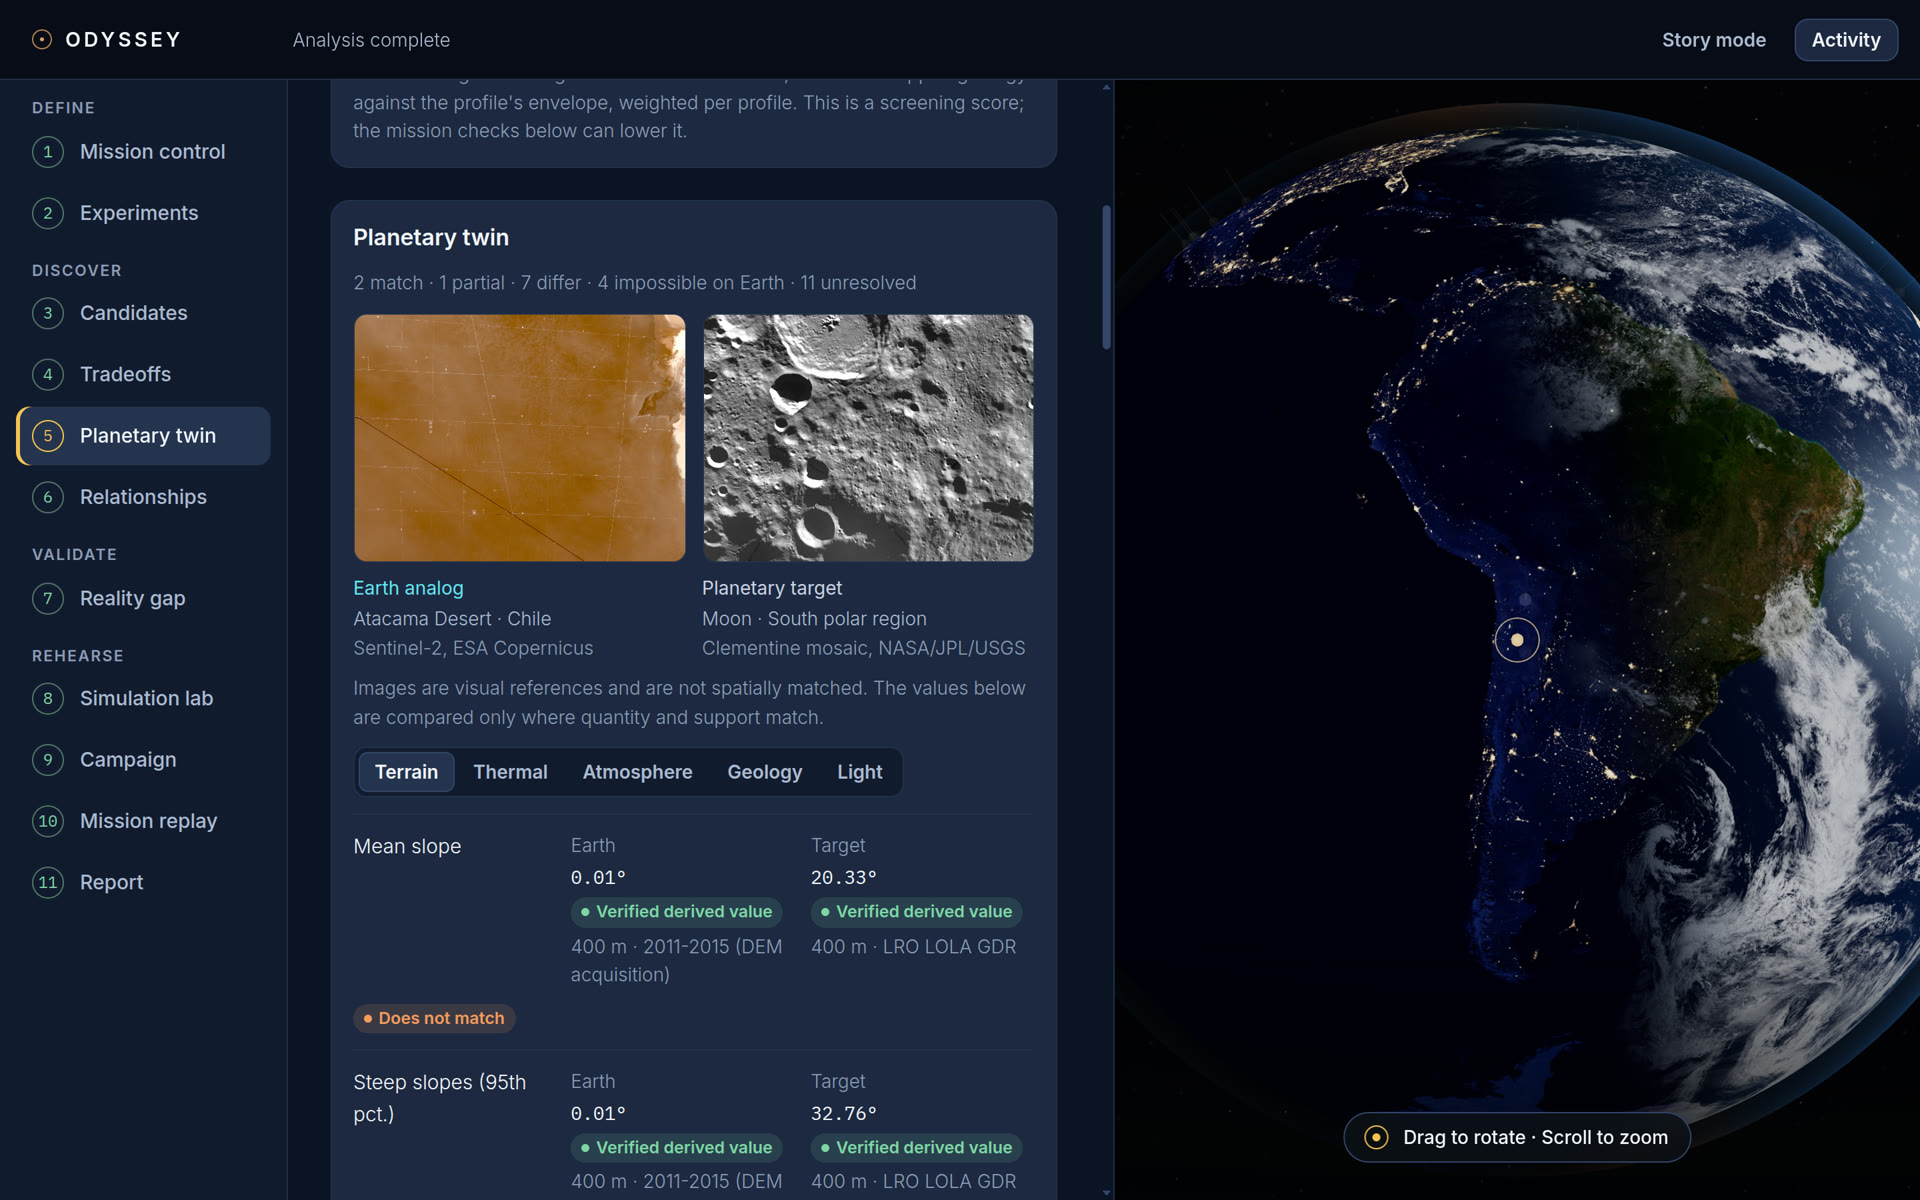 ODYSSEY
Analysis complete
Story mode
Activity
DEFINE
1 Mission control
2 Experiments
DISCOVER
3 Candidates
4 Tradeoffs
5 Planetary twin
6 Relationships
VALIDATE
7 Reality gap
REHEARSE
8 Simulation lab
9 Campaign
10 Mission replay
11 Report
against the profile's envelope, weighted per profile. This is a screening score;
the mission checks below can lower it.
Planetary twin
2 match · 1 partial · 7 differ · 4 impossible on Earth · 11 unresolved
Earth analog
Atacama Desert · Chile
Sentinel-2, ESA Copernicus
Planetary target
Moon · South polar region
Clementine mosaic, NASA/JPL/USGS
Images are visual references and are not spatially matched. The values below
are compared only where quantity and support match.
Terrain Thermal Atmosphere Geology Light
Mean slope
Earth
0.01°
Verified derived value
400 m · 2011-2015 (DEM
acquisition)
Target
20.33°
Verified derived value
400 m · LRO LOLA GDR
Does not match
Steep slopes (95th
pct.)
Earth
0.01°
Verified derived value
400 m · 2011-2015 (DEM
Target
32.76°
Verified derived value
400 m · LRO LOLA GDR
Drag to rotate · Scroll to zoom